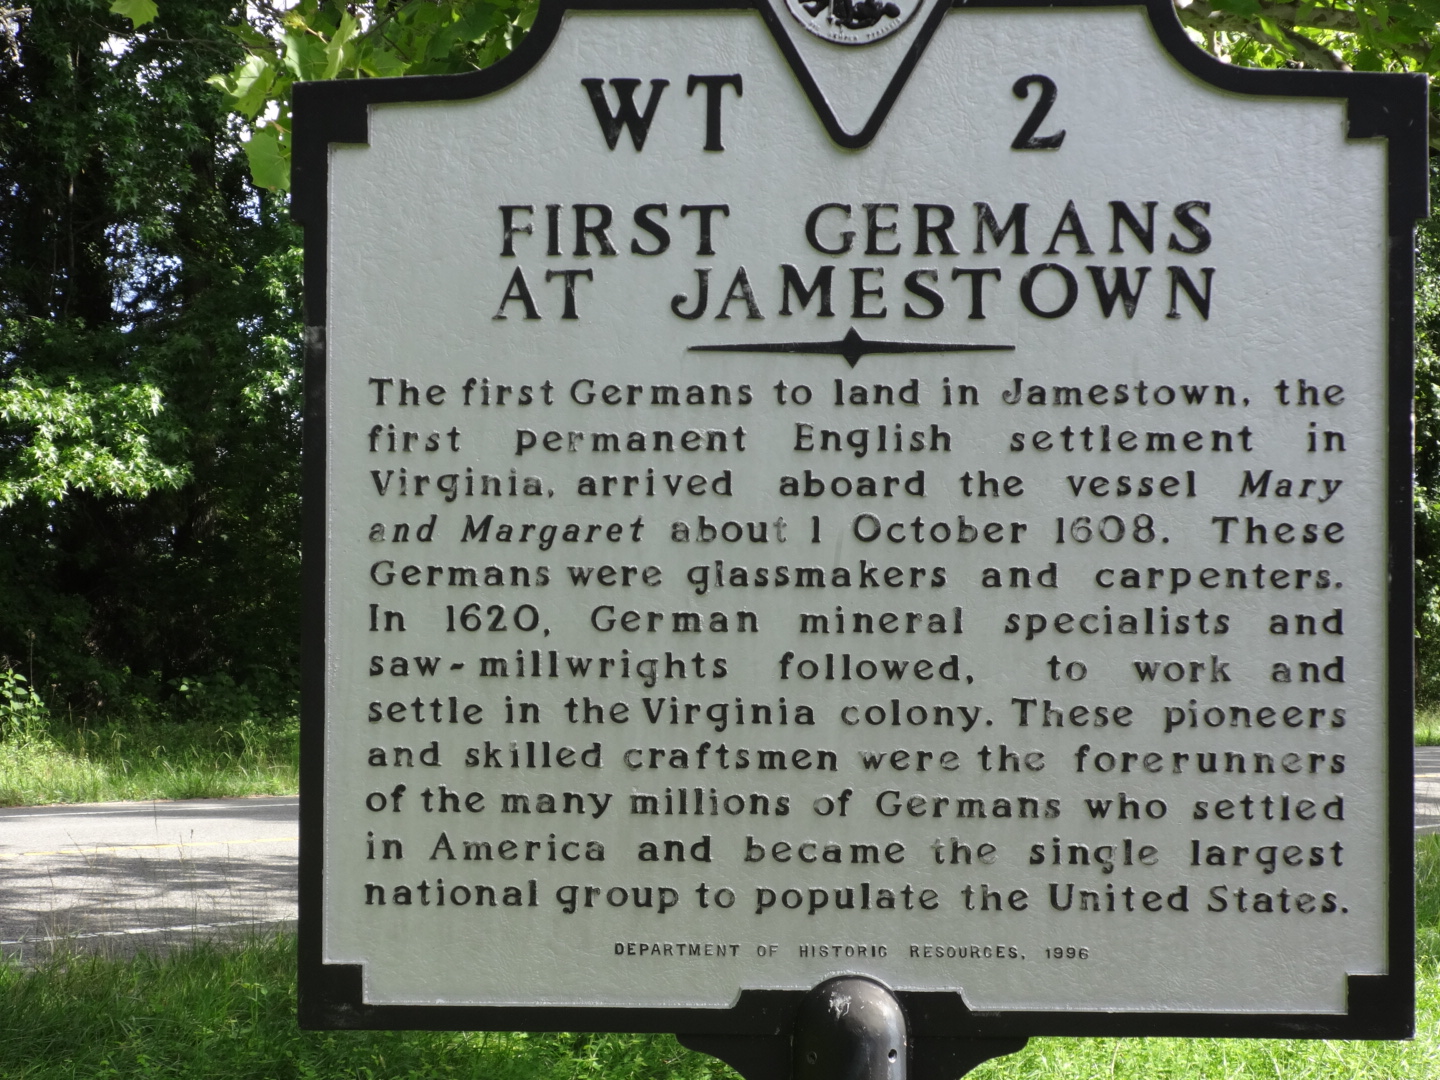 WT 2
FIRST GERMANS
AT JAMESTOWN
The first Germans to land in Jamestown, the
first permanent English settlement in
Virginia, arrived aboard the vessel Mary
and Margaret about 1 October 1608. These
Germans were glassmakers and carpenters.
In 1620, German mineral specialists and
saw-millwrights followed, to work and
settle in the Virginia colony. These pioneers
and skilled craftsmen were the forerunners
of the many millions of Germans who settled
in America and became the single largest
national group to populate the United States.
DEPARTMENT OF HISTORIC RESOURCES, 1996